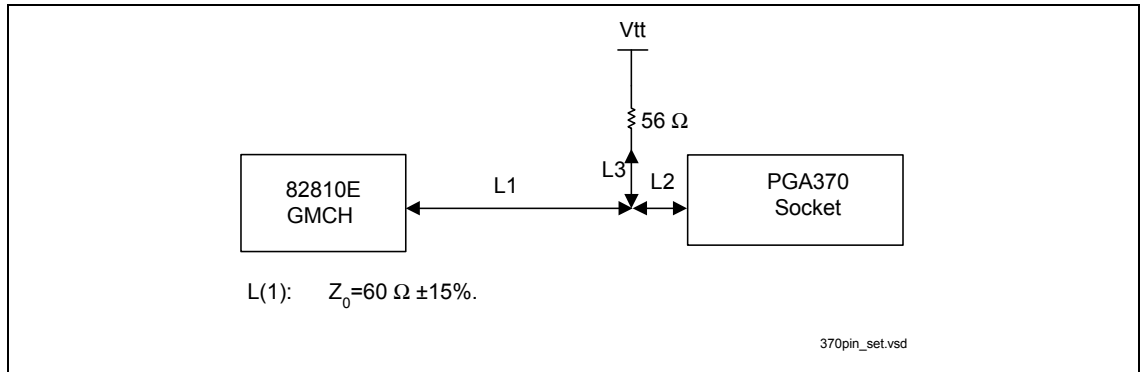 Vtt
56 Ω
L3
L1
L2
82810E
GMCH
PGA370
Socket
L(1): Z0=60 Ω ±15%.
370pin_set.vsd